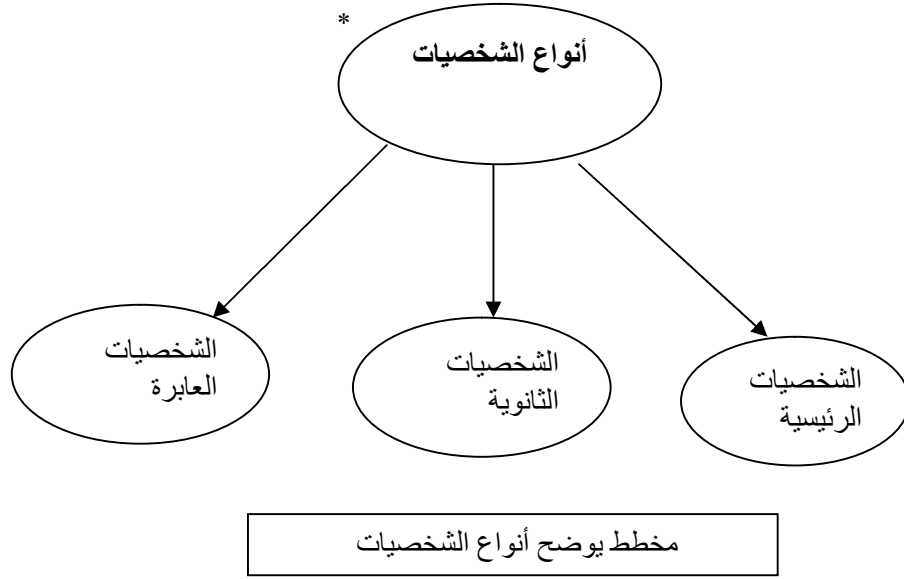 *
أنواع الشخصيات
الشخصيات
الرئيسية
الشخصيات
الثانوية
الشخصيات
العابرة
مخطط يوضح أنواع الشخصيات